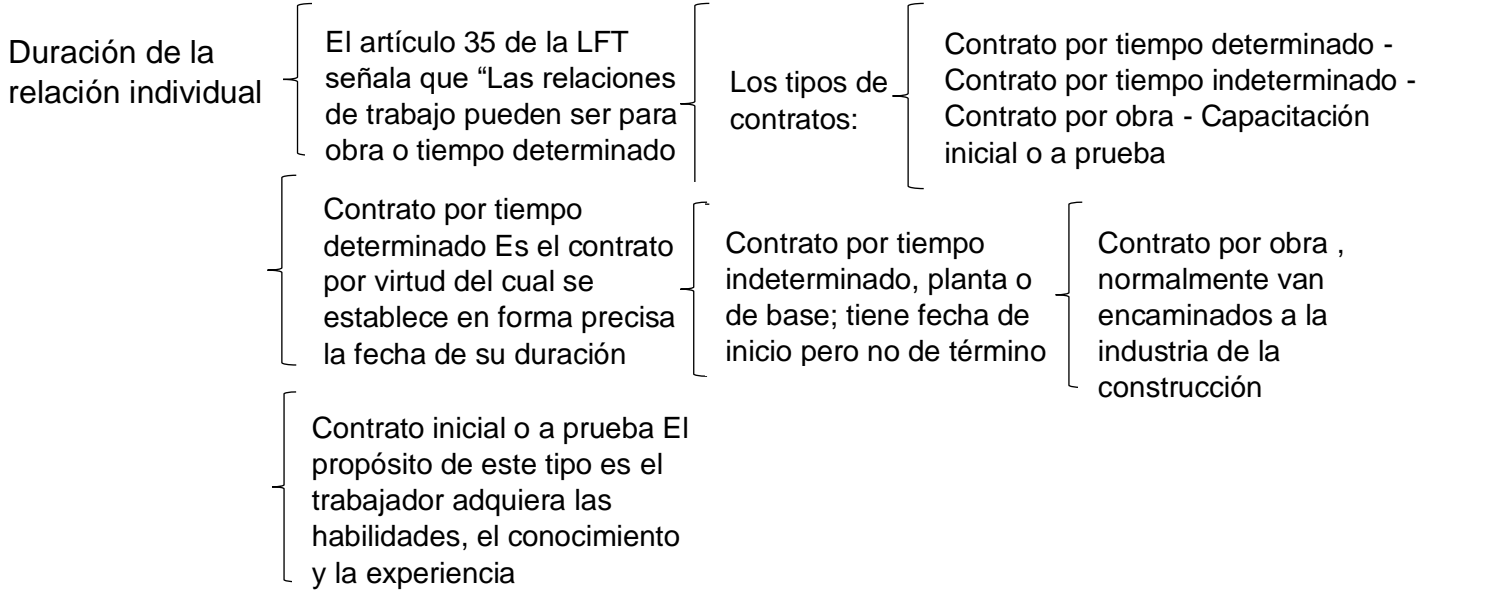 Duración de la
relación individual
El artículo 35 de la LFT
señala que “Las relaciones
de trabajo pueden ser para
obra o tiempo determinado
Los tipos de
contratos:
Contrato por tiempo determinado -
Contrato por tiempo indeterminado -
Contrato por obra - Capacitación
inicial o a prueba
Contrato por tiempo
determinado Es el contrato
por virtud del cual se
establece en forma precisa
la fecha de su duración
Contrato por tiempo
indeterminado, planta o
de base; tiene fecha de
inicio pero no de término
Contrato por obra ,
normalmente van
encaminados a la
industria de la
construcción
Contrato inicial o a prueba El
propósito de este tipo es el
trabajador adquiera las
habilidades, el conocimiento
y la experiencia